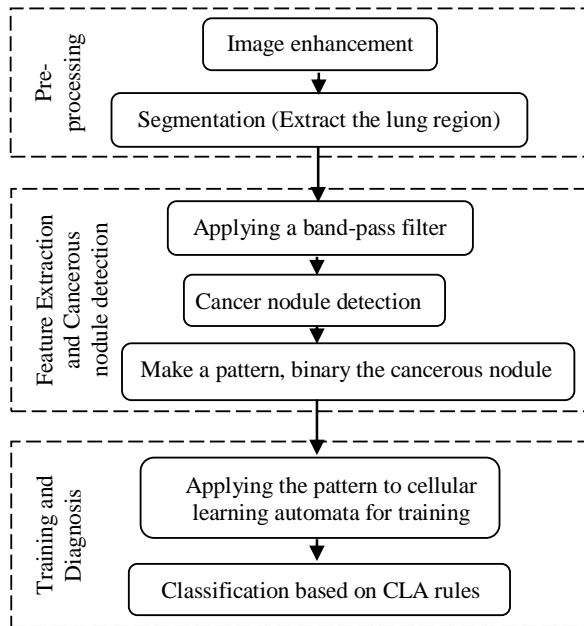 Pre-
processing
Image enhancement
Segmentation (Extract the lung region)
Feature Extraction
and Cancerous
nodule detection
Applying a band-pass filter
Cancer nodule detection
Make a pattern, binary the cancerous nodule
Training and
Diagnosis
Applying the pattern to cellular
learning automata for training
Classification based on CLA rules